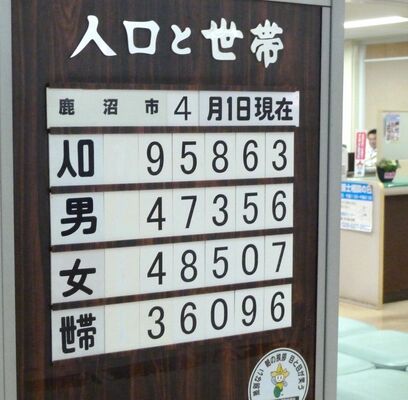 人口と世帯
鹿沼市 4 月1日現在
人口 95863
男 47356
女 48507
世帯 36096